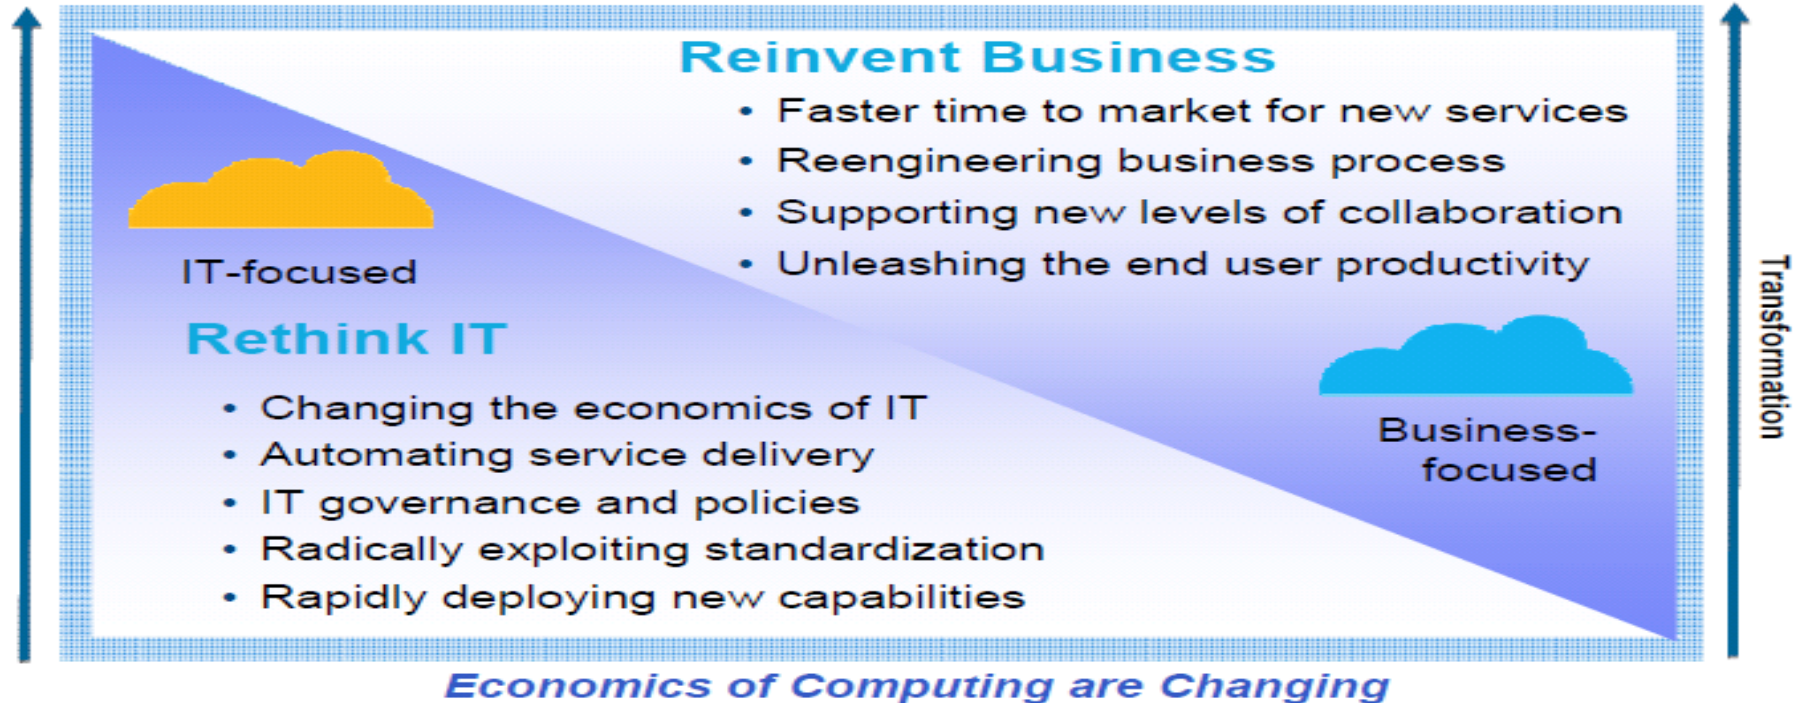 Reinvent Business
• Faster time to market for new services
• Reengineering business process
• Supporting new levels of collaboration
• Unleashing the end user productivity
IT-focused
Rethink IT
• Changing the economics of IT
• Automating service delivery
• IT governance and policies
• Radically exploiting standardization
• Rapidly deploying new capabilities
Business-
focused
Transformation
Economics of Computing are Changing